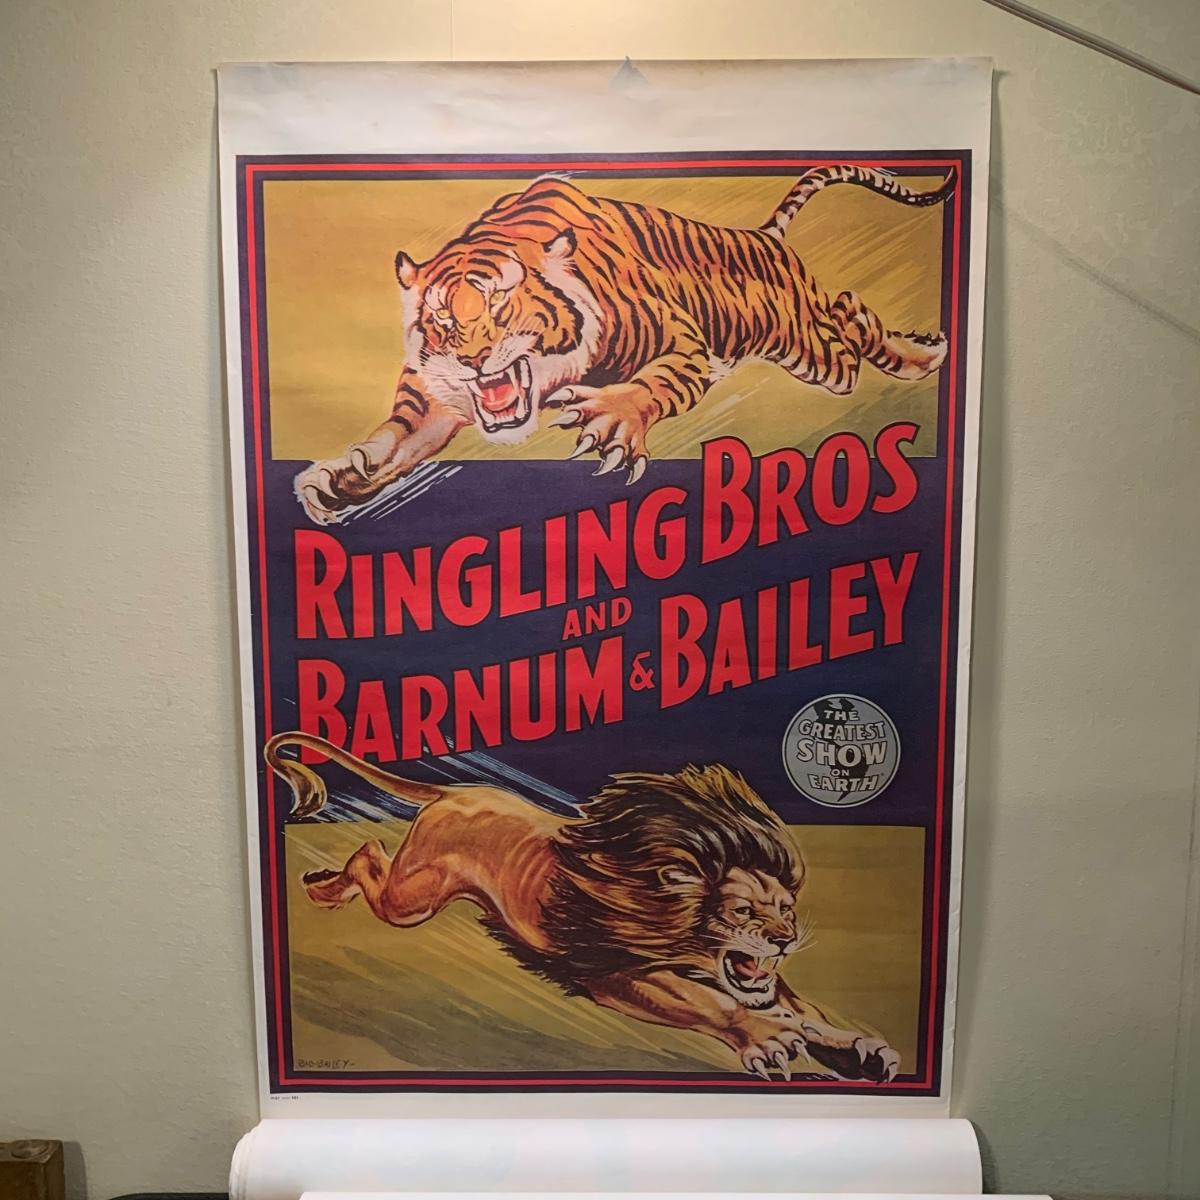 RINGLING BROS
AND
BARNUM & BAILEY
THE
GREATEST
SHOW
ON
EARTH
BILL BAILEY